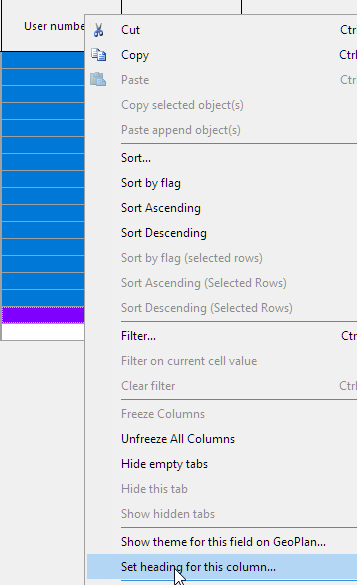 User numbe
Cut Ctr
Copy Ctrl
Paste Ctr
Copy selected object(s)
Paste append object(s)
Sort...
Sort by flag
Sort Ascending
Sort Descending
Sort by flag (selected rows)
Sort Ascending (Selected Rows)
Sort Descending (Selected Rows)
Filter... Ctr
Filter on current cell value
Clear filter Ctrl
Freeze Columns
Unfreeze All Columns
Hide empty tabs
Hide this tab
Show hidden tabs
Show theme for this field on GeoPlan...
Set heading for this column...